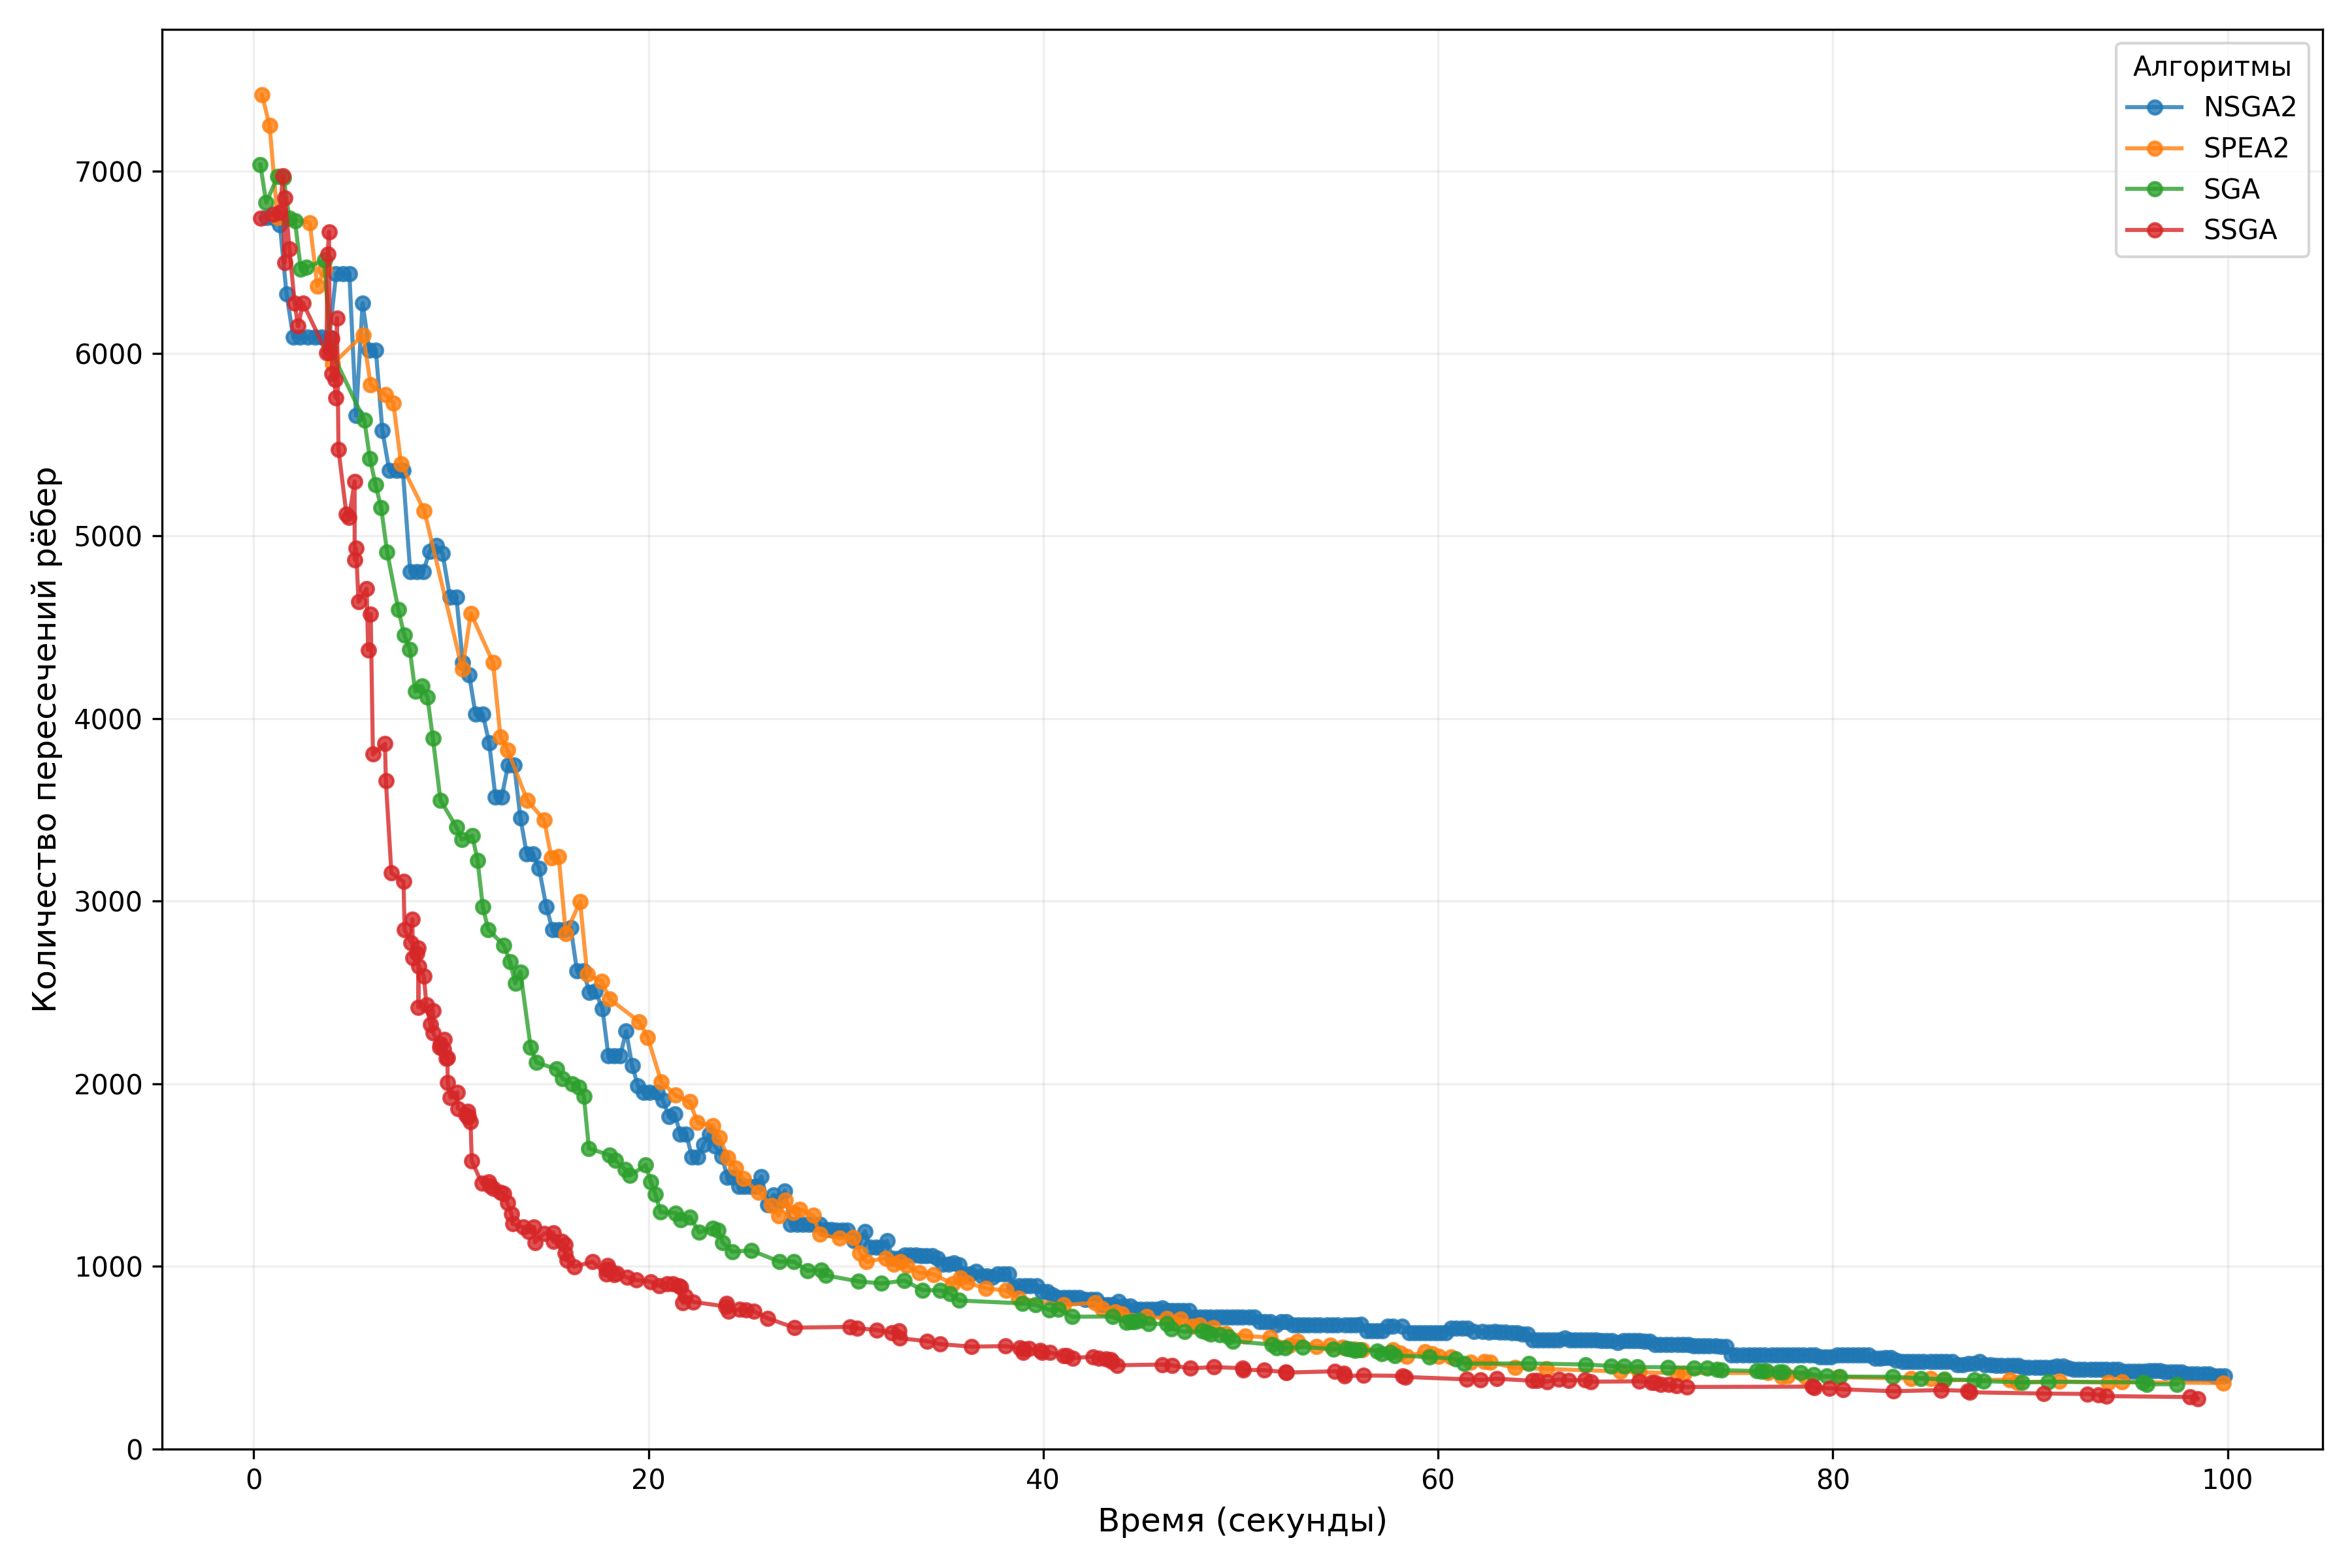 Алгоритмы
NSGA2
SPEA2
SGA
SSGA
Количество пересечений рёбер
7000
6000
5000
4000
3000
2000
1000
0
0 20 40 60 80 100
Время (секунды)